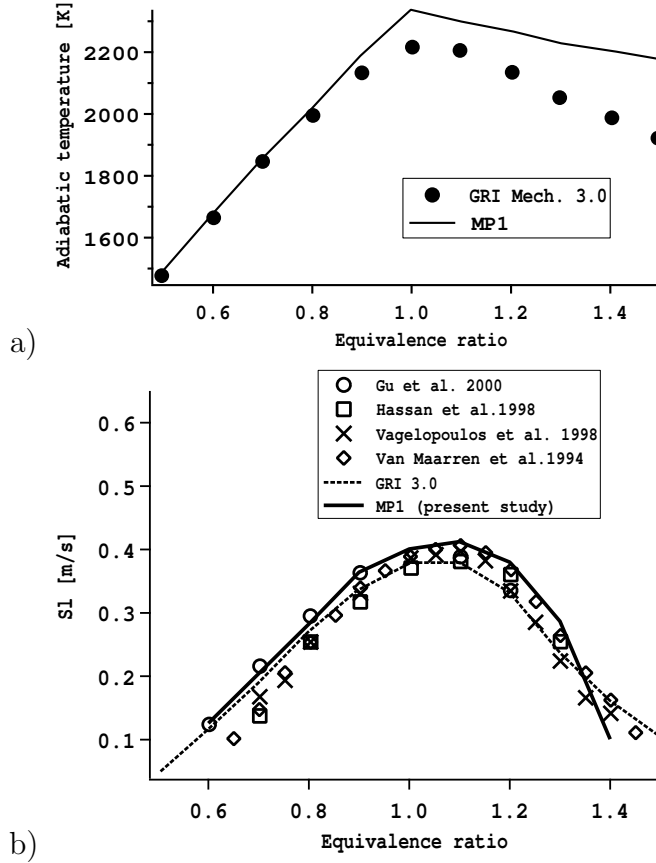 Adiabatic temperature [K]
2200
2000
1800
1600
GRI Mech. 3.0
MP1
0.6
0.8
1.0
1.2
1.4
Equivalence ratio
a)
Gu et al. 2000
Hassan et al.1998
Vagelopoulos et al. 1998
Van Maarren et al.1994
GRI 3.0
MP1 (present study)
Sl [m/s]
0.6
0.5
0.4
0.3
0.2
0.1
0.6
0.8
1.0
1.2
1.4
Equivalence ratio
b)